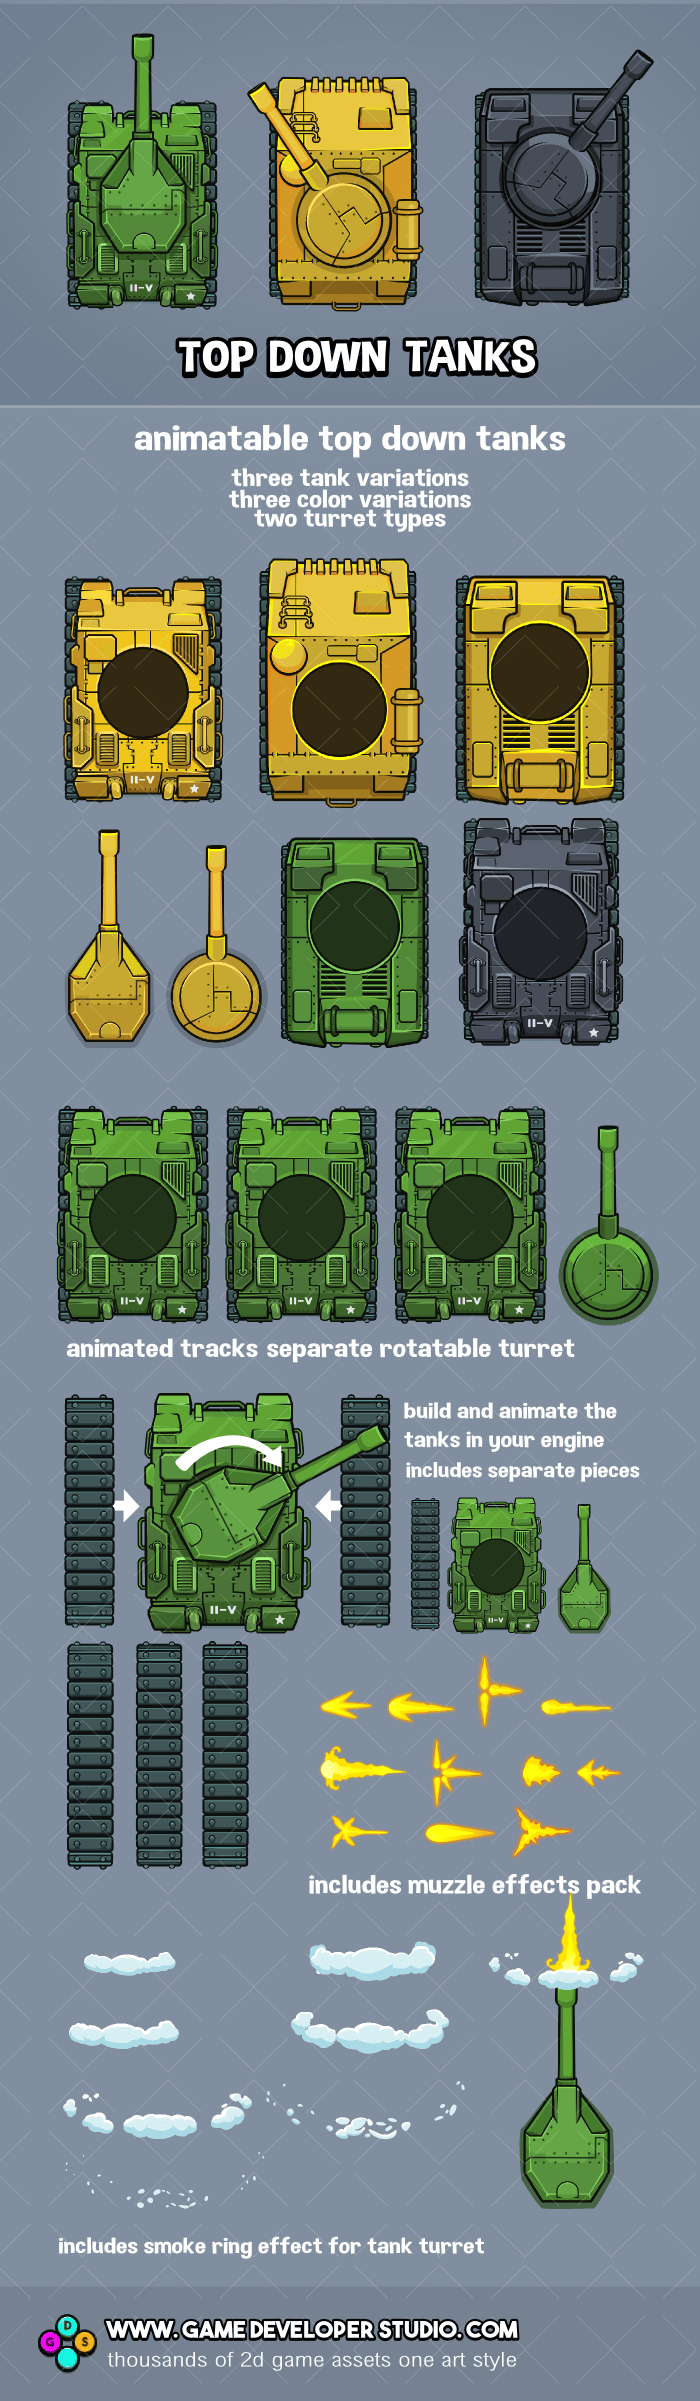 II-V
TOP DOWN TANKS
animatable top down tanks
three tank variations
three color variations
two turret types
II-V
II-V
II-V
II-V
II-V
animated tracks separate rotatable turret
build and animate the
tanks in your engine
includes separate pieces
II-V
II-V
includes muzzle effects pack
includes smoke ring effect for tank turret
D
G
S
WWW.GAMEDEVELOPERSTUDIO.COM
thousands of 2d game assets one art style